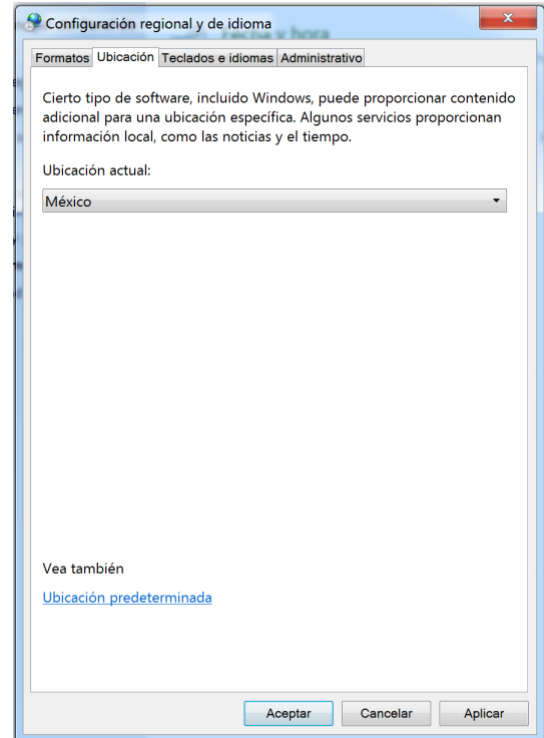 Configuración regional y de idioma
Fecha y hora
Formatos Ubicación Teclados e idiomas Administrativo
Cierto tipo de software, incluido Windows, puede proporcionar contenido
adicional para una ubicación específica. Algunos servicios proporcionan
información local, como las noticias y el tiempo.
Ubicación actual:
México
Vea también
Ubicación predeterminada
Aceptar Cancelar Aplicar